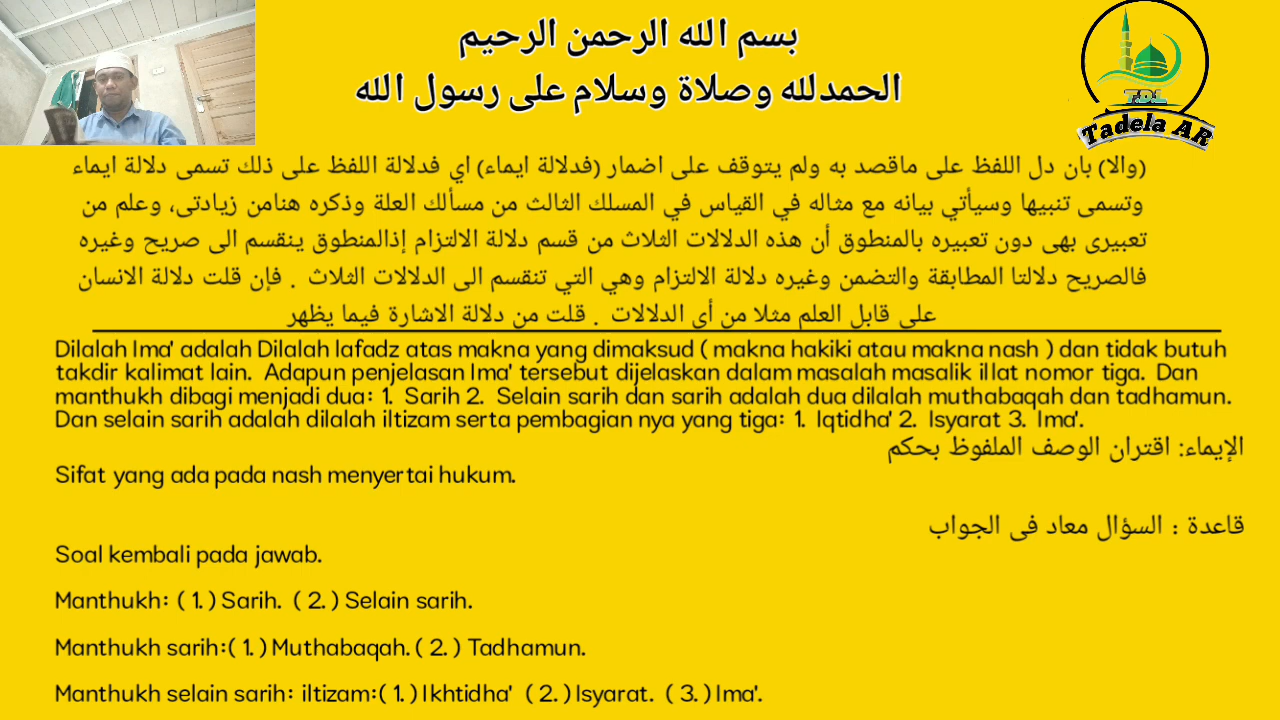 بسم الله الرحمن الرحيم
الحمدلله وصلاة وسلام على رسول الله
T.D.L
Tadela AR
(والا) بان دل اللفظ على ماقصد به ولم يتوقف على اضمار (فدلالة ايماء) اي فدلالة اللفظ على ذلك تسمى دلالة ايماء
وتسمى تنبيها وسيأتي بيانه مع مثاله في القياس في المسلك الثالث من مسألك العلة وذكره هنامن زيادتى، وعلم من
تعبيرى بهى دون تعبيره بالمنطوق أن هذه الدلالات الثلاث من قسم دلالة الالتزام إذالمنطوق ينقسم الى صريح وغيره
فالصريح دلالتا المطابقة والتضمن وغيره دلالة الالتزام وهي التي تنقسم الى الدلالات الثلاث . فإن قلت دلالة الانسان
على قابل العلم مثلا من أى الدلالات . قلت من دلالة الاشارة فيما يظهر
Dilalah Ima' adalah Dilalah lafadz atas makna yang dimaksud ( makna hakiki atau makna nash ) dan tidak butuh
takdir kalimat lain. Adapun penjelasan Ima' tersebut dijelaskan dalam masalah masalik illat nomor tiga. Dan
manthukh dibagi menjadi dua: 1. Sarih 2. Selain sarih dan sarih adalah dua dilalah muthabaqah dan tadhamun.
Dan selain sarih adalah dilalah iltizam serta pembagian nya yang tiga: 1. Iqtidha' 2. Isyarat 3. Ima'.
الإيماء: اقتران الوصف الملفوظ بحكم
Sifat yang ada pada nash menyertai hukum.
قاعدة : السؤال معاد فى الجواب
Soal kembali pada jawab.
Manthukh: ( 1. ) Sarih. ( 2. ) Selain sarih.
Manthukh sarih:( 1. ) Muthabaqah. ( 2. ) Tadhamun.
Manthukh selain sarih: iltizam:( 1. ) Ikhtidha' ( 2. ) Isyarat. ( 3. ) Ima'.